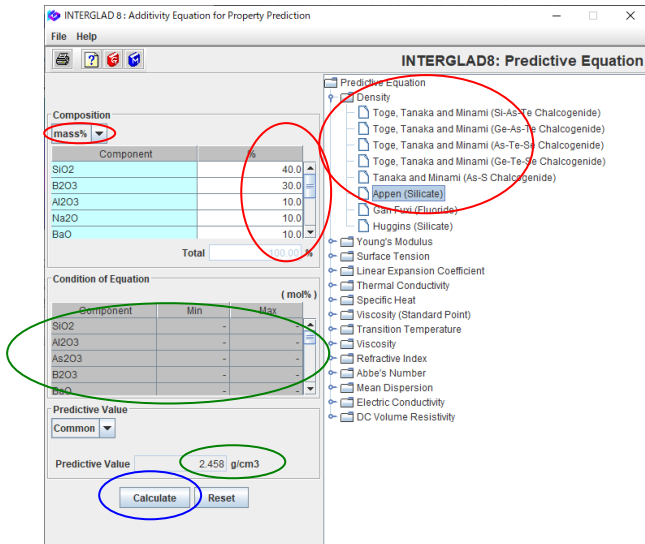 INTERGLAD 8 : Additivity Equation for Property Prediction
File Help
INTERGLAD8: Predictive Equation
Composition
mass%
Component %
SiO2 40.0
B2O3 30.0
Al2O3 10.0
Na2O 10.0
BaO 10.0
Total 100.00 %
Condition of Equation
( mol% )
Component Min Max
SiO2 - -
Al2O3 - -
As2O3 - -
B2O3 - -
BaO - -
Predictive Value
Common
Predictive Value 2.458 g/cm3
Calculate Reset
Predictive Equation
Density
Toge, Tanaka and Minami (Si-As-Te Chalcogenide)
Toge, Tanaka and Minami (Ge-As-Te Chalcogenide)
Toge, Tanaka and Minami (As-Te-Se Chalcogenide)
Toge, Tanaka and Minami (Ge-Te-Se Chalcogenide)
Tanaka and Minami (As-S Chalcogenide)
Appen (Silicate)
Gan Fuxi (Fluoride)
Huggins (Silicate)
Young's Modulus
Surface Tension
Linear Expansion Coefficient
Thermal Conductivity
Specific Heat
Viscosity (Standard Point)
Transition Temperature
Viscosity
Refractive Index
Abbe's Number
Mean Dispersion
Electric Conductivity
DC Volume Resistivity